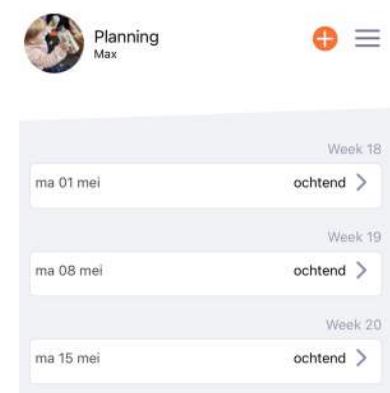 Planning
Max
Week 18
ma 01 mei ochtend
Week 19
ma 08 mei ochtend
Week 20
ma 15 mei ochtend